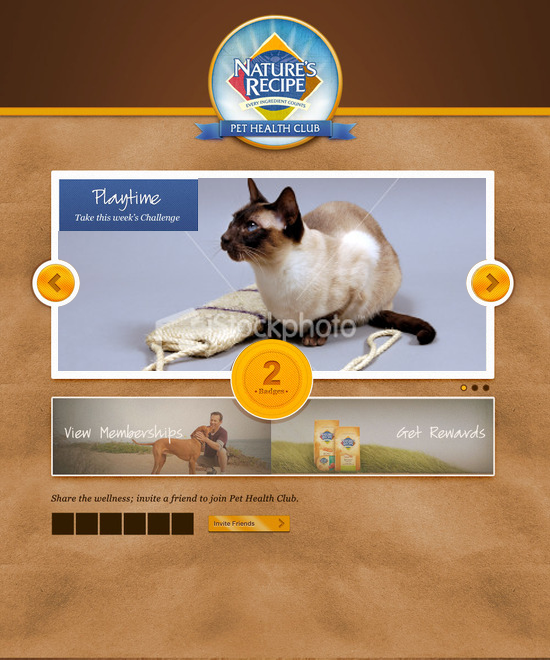 NATURE'S
RECIPE
EVERY INGREDIENT COUNTS
PET HEALTH CLUB
Playtime
Take this week's Challenge
iStockphoto
2
• Badges •
View Memberships
Get Rewards
Share the wellness; invite a friend to join Pet Health Club.
Invite Friends